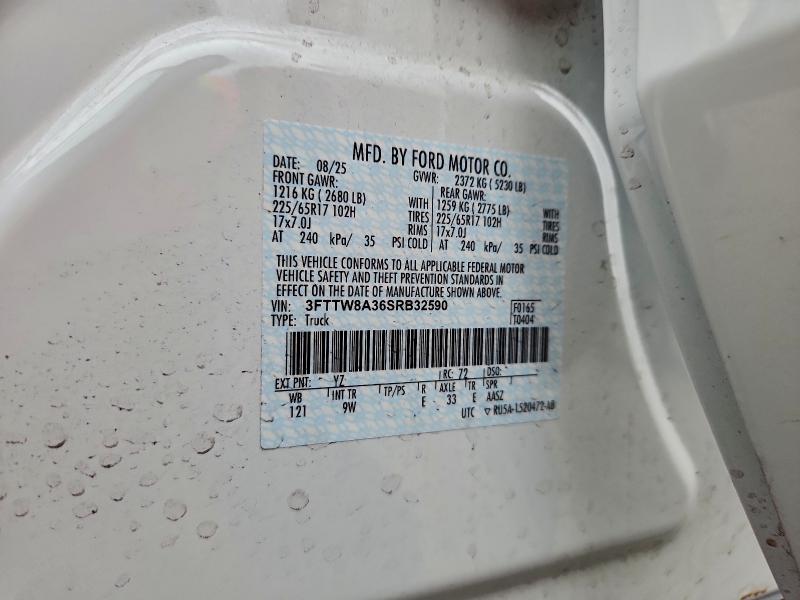 MFD. BY FORD MOTOR CO.
DATE: 08/25 GVWR: 2372 KG ( 5230 LB)
FRONT GAWR: REAR GAWR:
1216 KG ( 2680 LB) WITH 1259 KG ( 2775 LB) WITH
225/65R17 102H TIRES 225/65R17 102H TIRES
17x7.0J RIMS 17x7.0J RIMS
AT 240 kPa/ 35 PSI COLD AT 240 kPa/ 35 PSI COLD
THIS VEHICLE CONFORMS TO ALL APPLICABLE FEDERAL MOTOR
VEHICLE SAFETY AND THEFT PREVENTION STANDARDS IN
EFFECT ON THE DATE OF MANUFACTURE SHOWN ABOVE.
VIN: 3FTTW8A36SRB32590 F0165
TYPE: Truck T0404
EXT PNT: YZ RC: 72 DSO:
WB INT TR TP/PS R AXLE TR SPR
121 9W E 33 E AASZ
UTC ▽ RU5A-1520472-AB